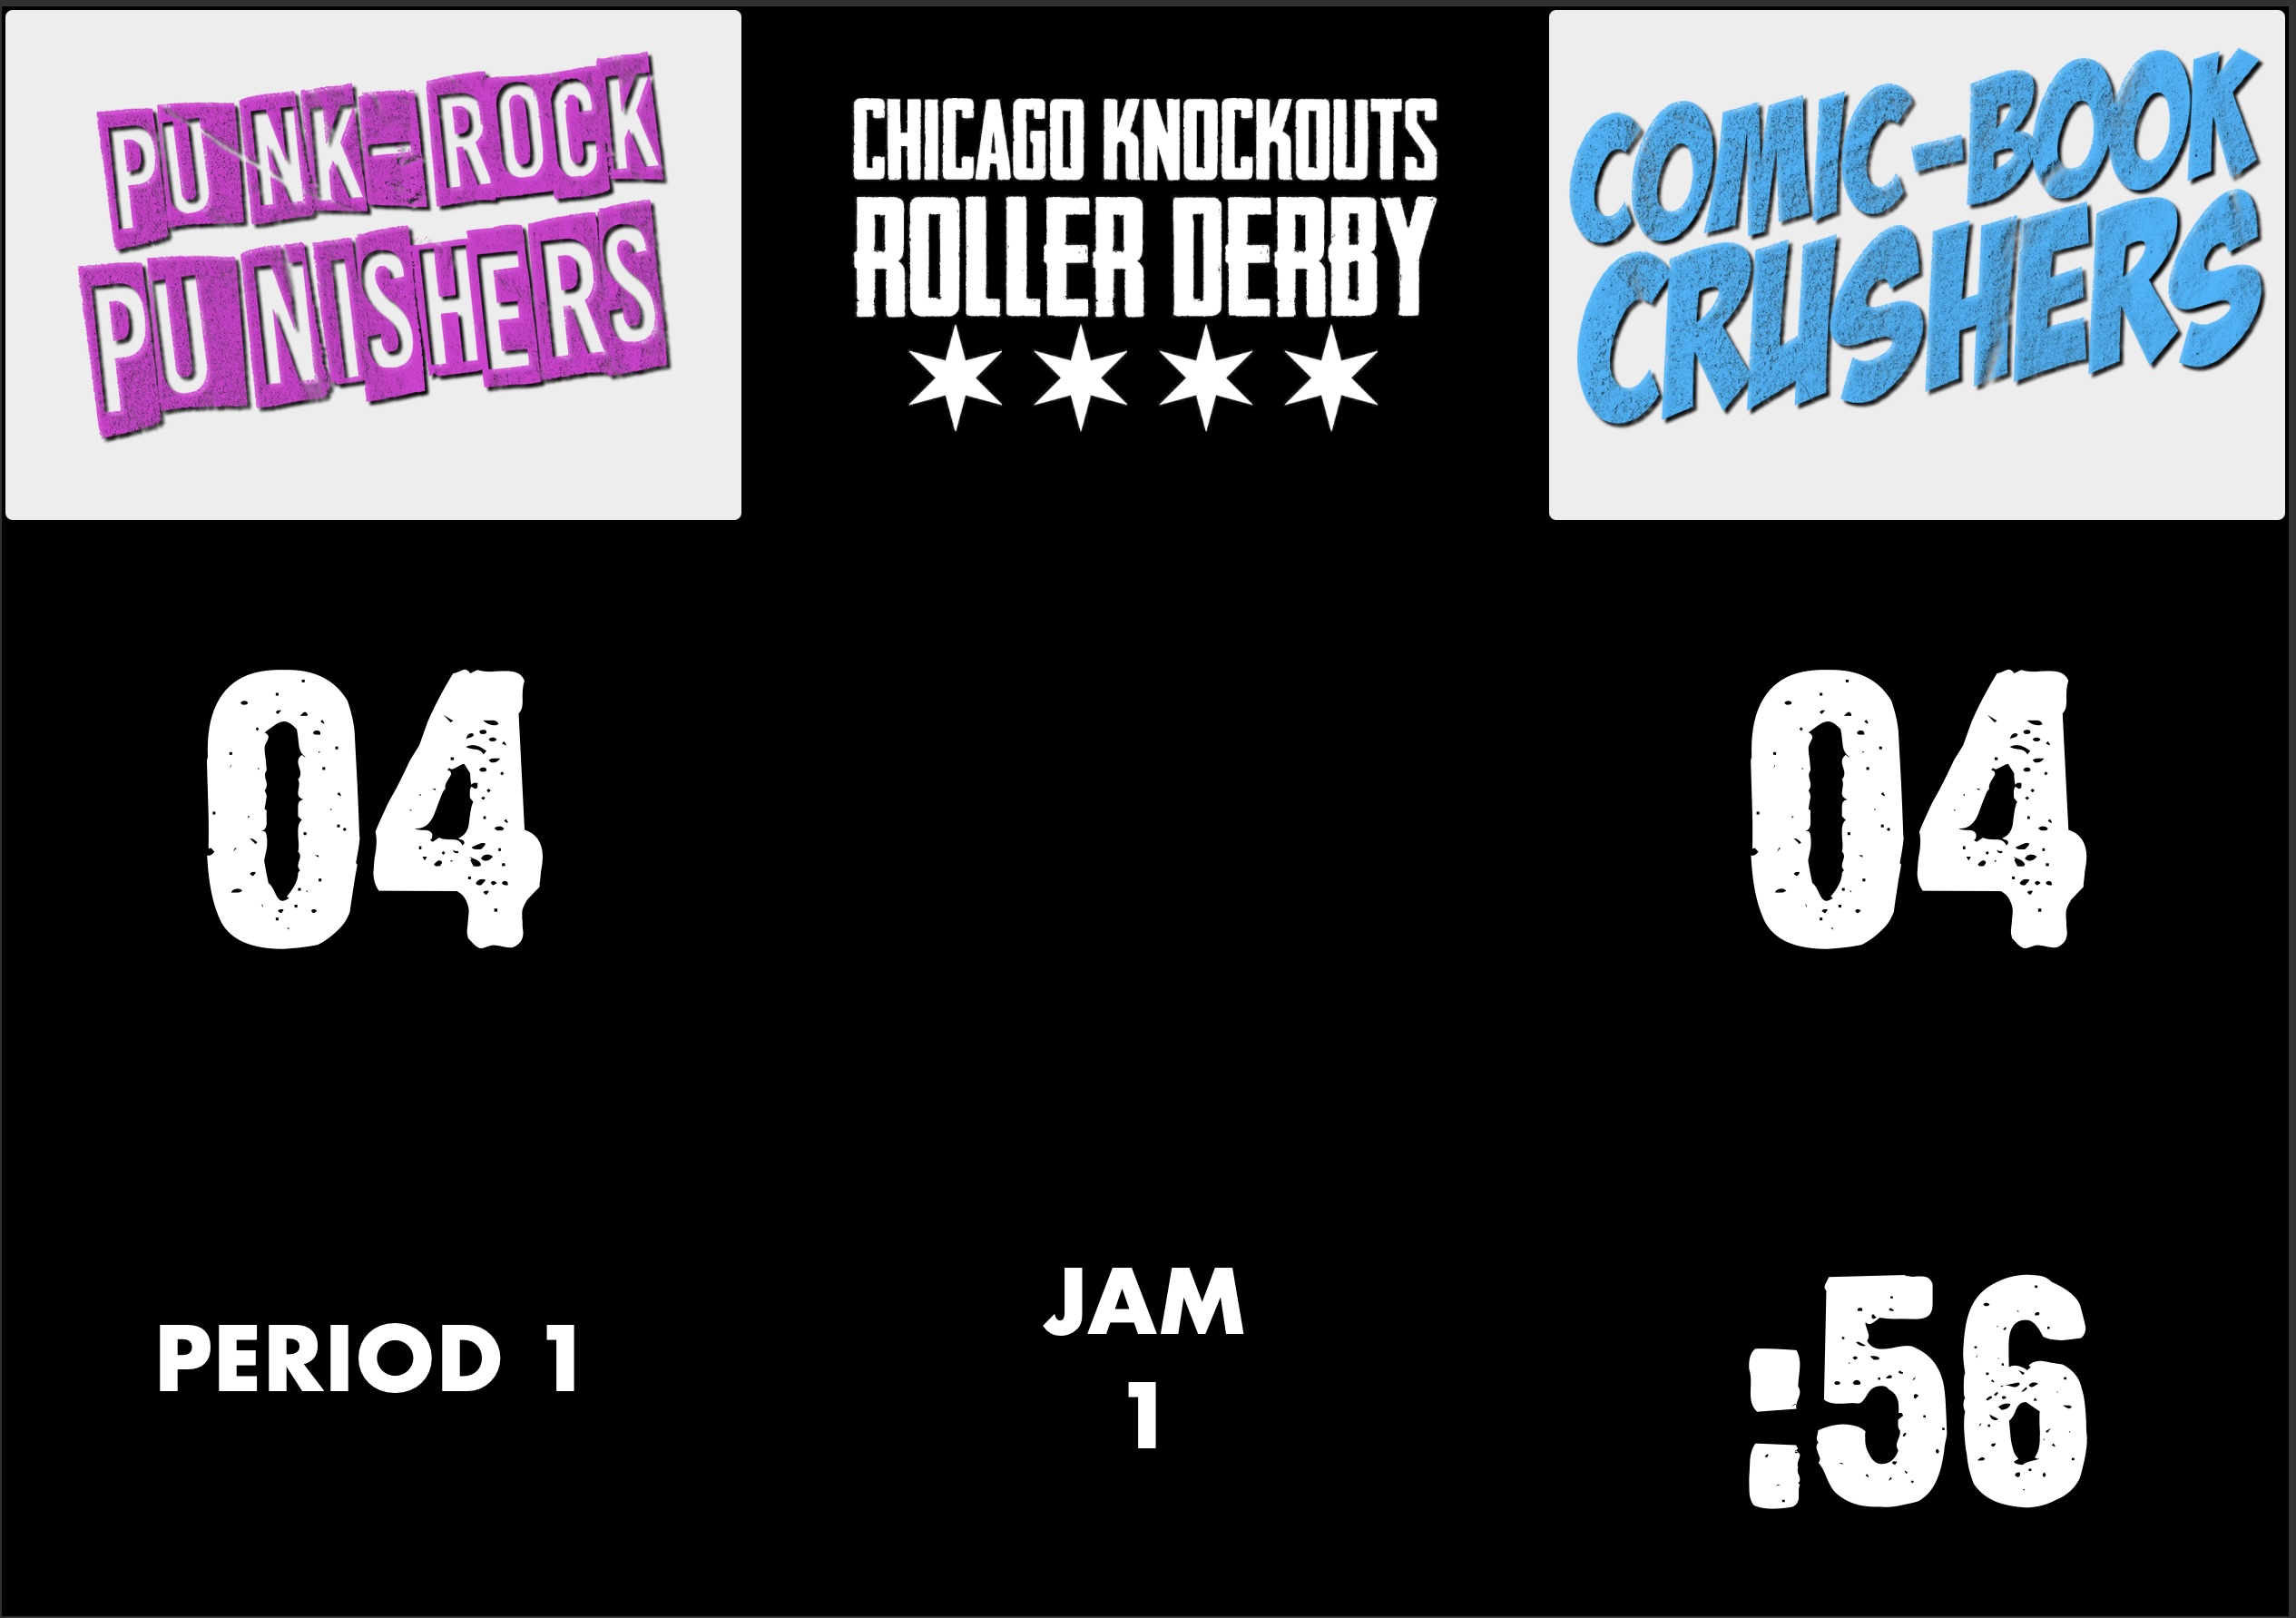 PUNK-ROCK
PUNISHERS
CHICAGO KNOCKOUTS
ROLLER DERBY
COMIC-BOOK
CRUSHERS
04
04
PERIOD 1
JAM
1
:56